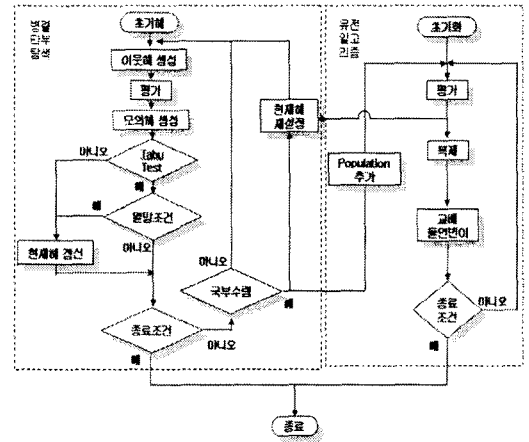 병렬
타부
탐색
초기해
이웃해 생성
평가
모의해 생성
아니오
Tabu
Test
예
예
열망조건
아니오
현재해 갱신
종료조건
아니오
예
국부수렴
아니오
예
현재해
재설정
Population
추가
유전
알고
리즘
초기화
평가
복제
교배
돌연변이
종료
조건
아니오
예
종료